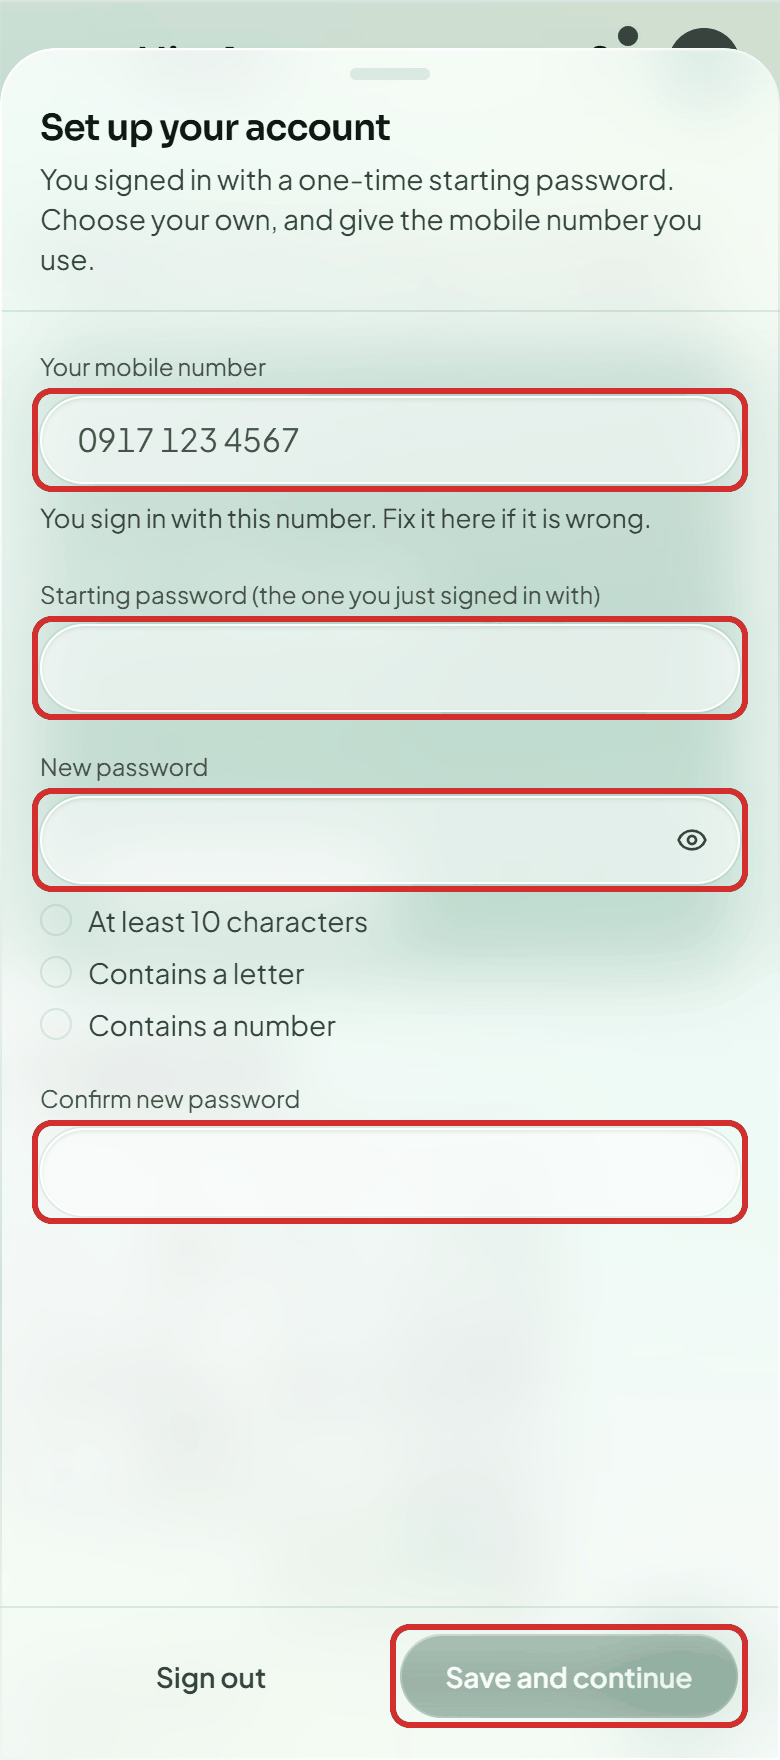 Set up your account
You signed in with a one-time starting password.
Choose your own, and give the mobile number you
use.
Your mobile number
0917 123 4567
You sign in with this number. Fix it here if it is wrong.
Starting password (the one you just signed in with)
New password
At least 10 characters
Contains a letter
Contains a number
Confirm new password
Sign out
Save and continue